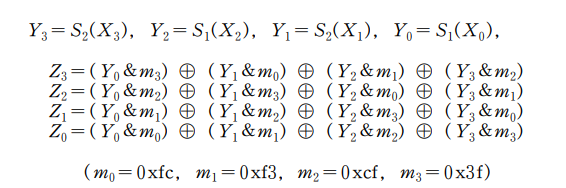 Y₃=S₂(X₃), Y₂=S₁(X₂), Y₁=S₂(X₁), Y₀=S₁(X₀),
Z₃=(Y₀&m₃) ⊕ (Y₁&m₀) ⊕ (Y₂&m₁) ⊕ (Y₃&m₂)
Z₂=(Y₀&m₂) ⊕ (Y₁&m₃) ⊕ (Y₂&m₀) ⊕ (Y₃&m₁)
Z₁=(Y₀&m₁) ⊕ (Y₁&m₂) ⊕ (Y₂&m₃) ⊕ (Y₃&m₀)
Z₀=(Y₀&m₀) ⊕ (Y₁&m₁) ⊕ (Y₂&m₂) ⊕ (Y₃&m₃)
(m₀=0xfc, m₁=0xf3, m₂=0xcf, m₃=0x3f)